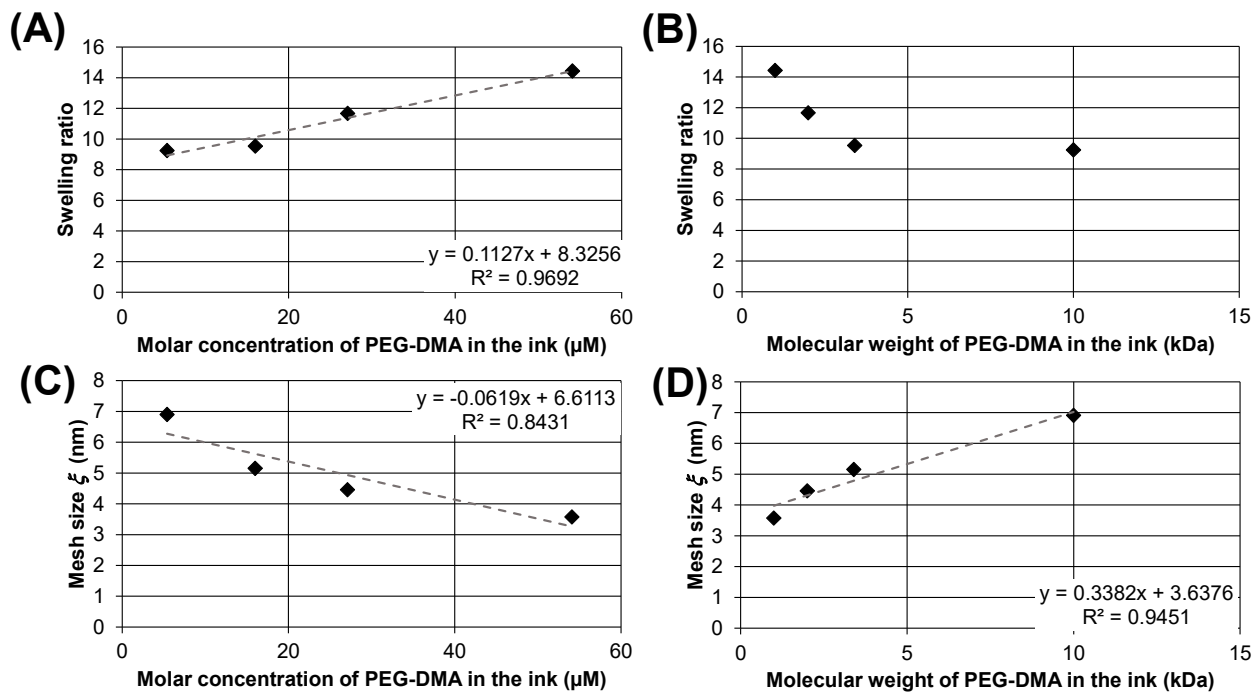 (A)
16
14
12
10
8
6
4
2
0
Swelling ratio
y = 0.1127x + 8.3256
R² = 0.9692
0 20 40 60
Molar concentration of PEG-DMA in the ink (µM)
(B)
16
14
12
10
8
6
4
2
0
Swelling ratio
0 5 10 15
Molecular weight of PEG-DMA in the ink (kDa)
(C)
8
7
6
5
4
3
2
1
0
Mesh size ξ (nm)
y = -0.0619x + 6.6113
R² = 0.8431
0 20 40 60
Molar concentration of PEG-DMA in the ink (µM)
(D)
8
7
6
5
4
3
2
1
0
Mesh size ξ (nm)
y = 0.3382x + 3.6376
R² = 0.9451
0 5 10 15
Molecular weight of PEG-DMA in the ink (kDa)